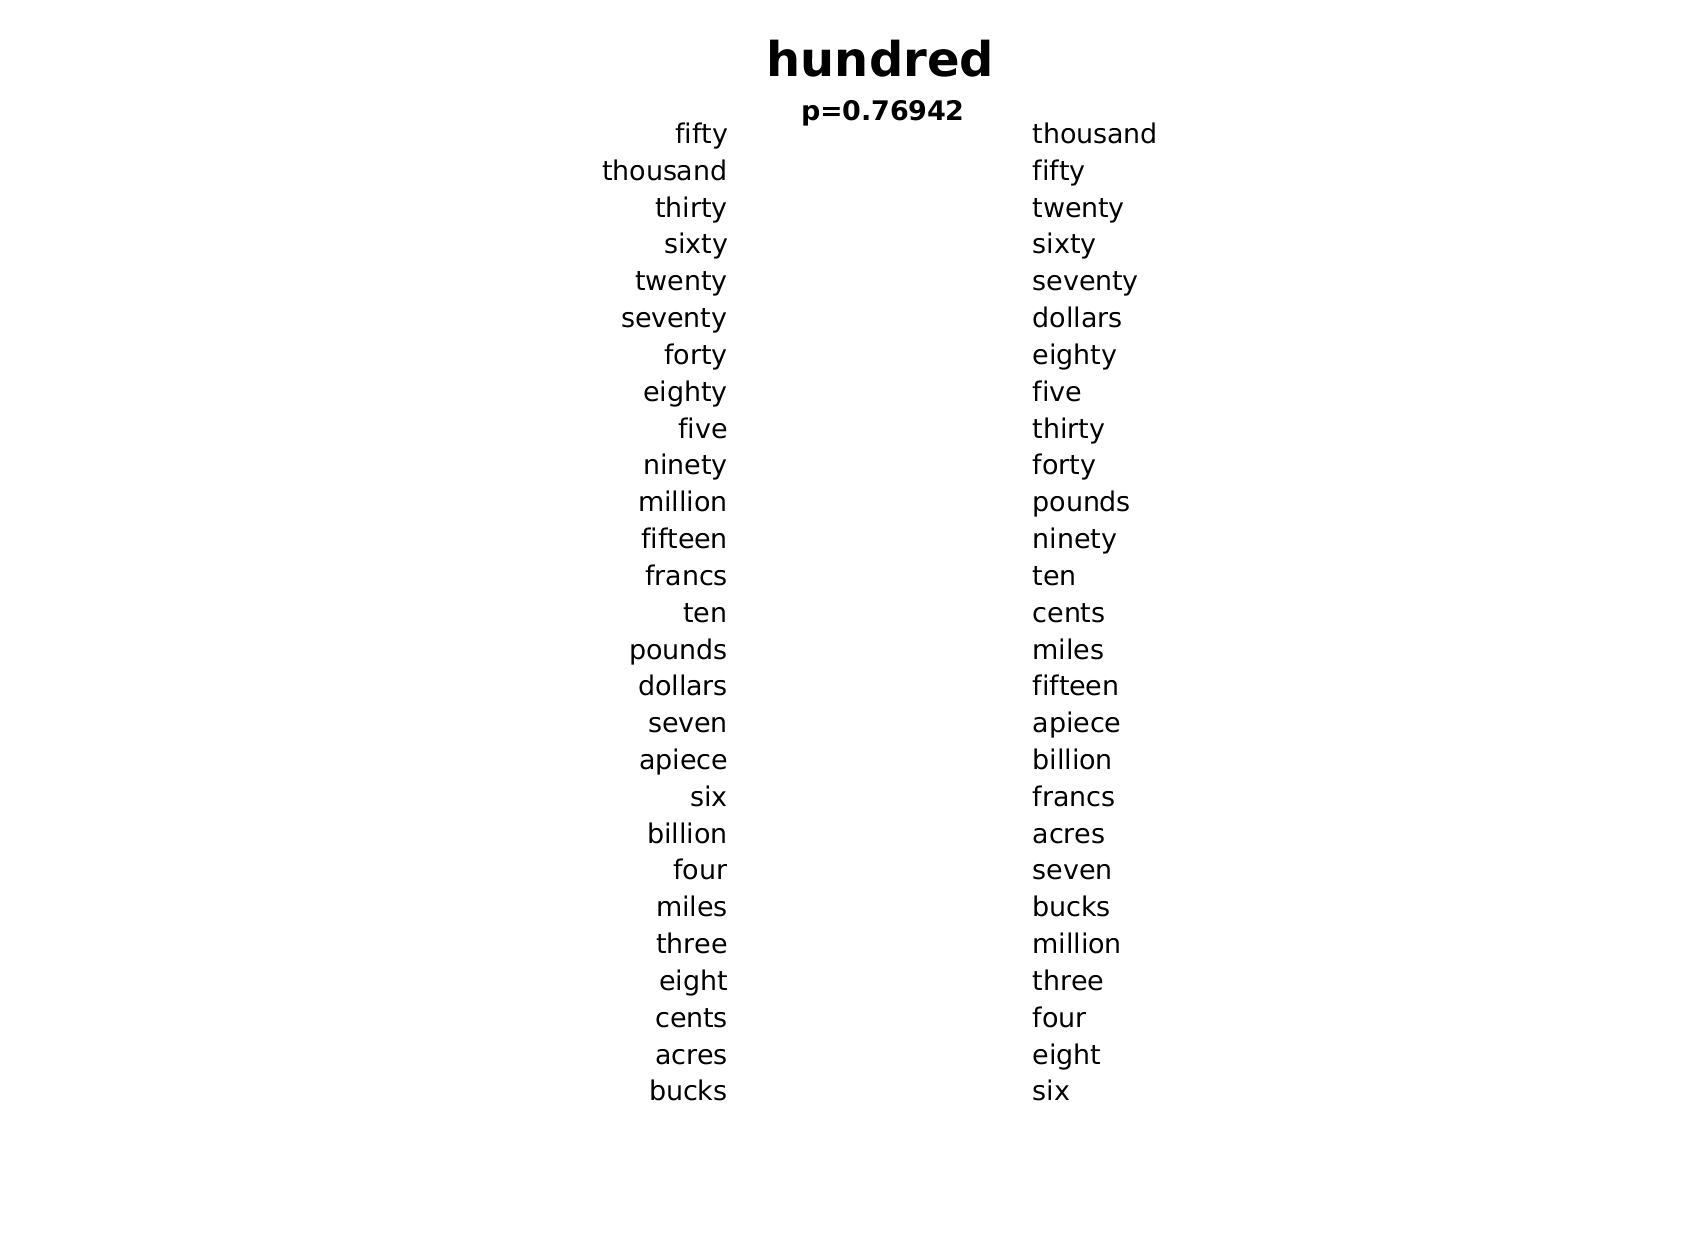 hundred
p=0.76942
fifty thousand
thousand fifty
thirty twenty
sixty sixty
twenty seventy
seventy dollars
forty eighty
eighty five
five thirty
ninety forty
million pounds
fifteen ninety
francs ten
ten cents
pounds miles
dollars fifteen
seven apiece
apiece billion
six francs
billion acres
four seven
miles bucks
three million
eight three
cents four
acres eight
bucks six